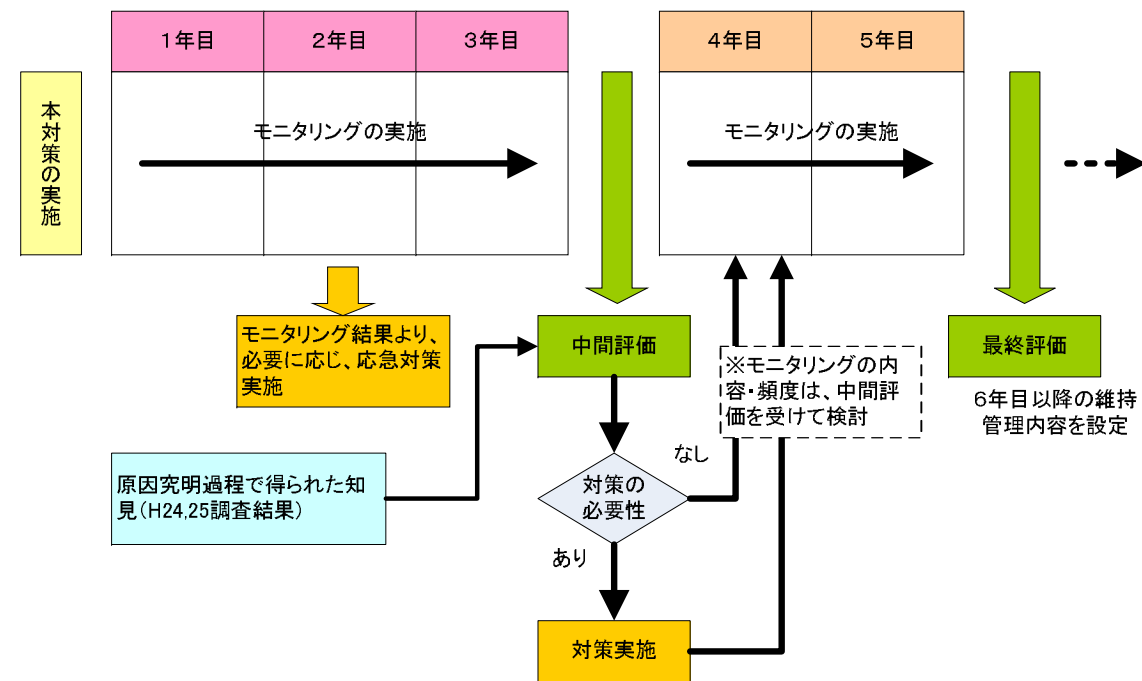 1年目
2年目
3年目
4年目
5年目
本対策の実施
モニタリングの実施
モニタリングの実施
モニタリング結果より、
必要に応じ、応急対策
実施
中間評価
最終評価
※モニタリングの内
容・頻度は、中間評
価を受けて検討
6年目以降の維持
管理内容を設定
原因究明過程で得られた知
見(H24,25調査結果)
対策の
必要性
なし
あり
対策実施